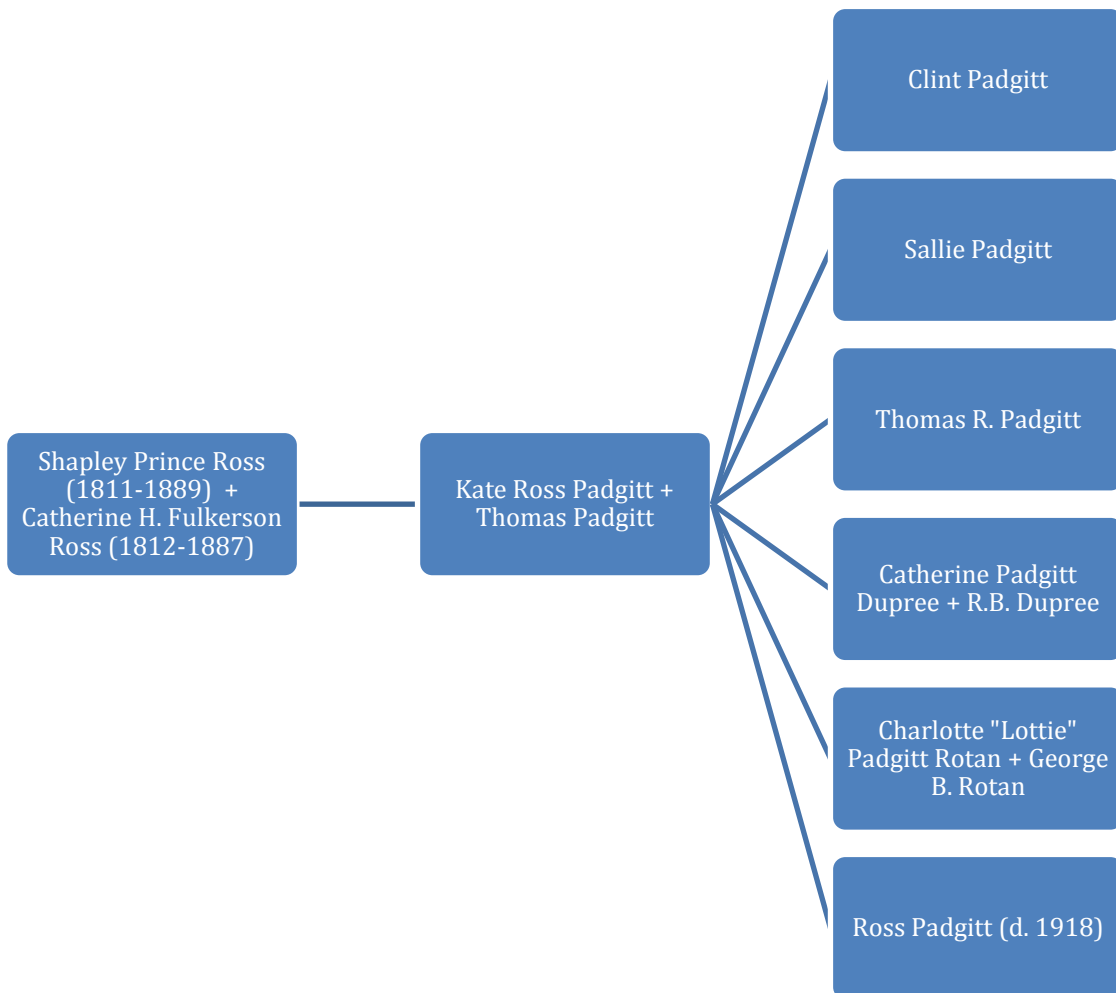 Shapley Prince Ross
(1811-1889)  +
Catherine H. Fulkerson
Ross (1812-1887)
Kate Ross Padgitt +
Thomas Padgitt
Clint Padgitt
Sallie Padgitt
Thomas R. Padgitt
Catherine Padgitt
Dupree + R.B. Dupree
Charlotte "Lottie"
Padgitt Rotan + George
B. Rotan
Ross Padgitt (d. 1918)